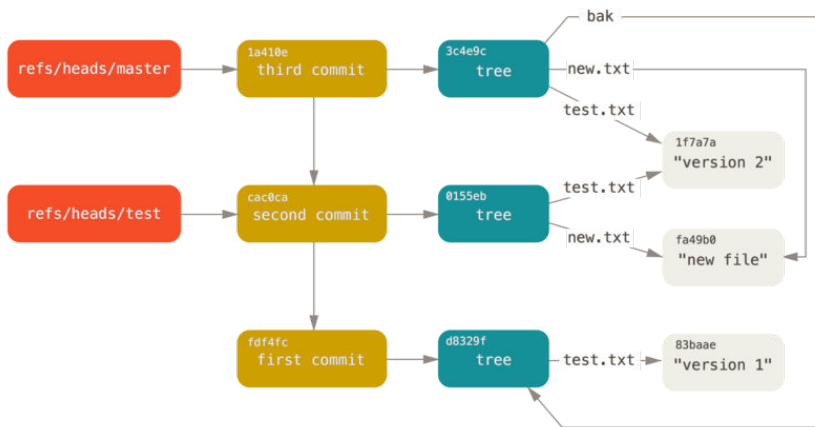 bak
1a410e
3c4e9c
refs/heads/master
third commit
tree
new.txt
test.txt
1f7a7a
"version 2"
cac0ca
0155eb
test.txt
refs/heads/test
second commit
tree
new.txt
fa49b0
"new file"
fdf4fc
d8329f
83baae
first commit
tree
test.txt
"version 1"